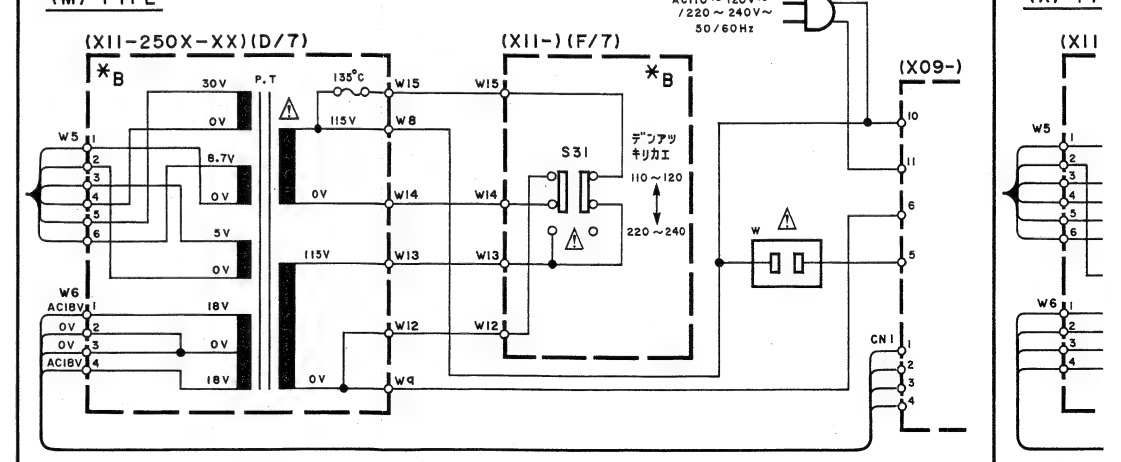 (M) TYPE
AC110~120V~
/220~240V~
50/60Hz
(X11-250X-XX)(D/7)
(X11-)(F/7)
(X11
(X09-)
*B
P.T
135°C
*B
30V
W15
W15
0V
115V
W8
10
デンアツ
キリカエ
W5
1
2
3
4
5
6
8.7V
S31
W5
1
2
3
4
5
6
11
110~120
0V
0V
W14
W14
6
220~240
W
5V
115V
W13
W13
5
0V
W6
AC18V
1
0V
2
0V
3
AC18V
4
18V
0V
18V
W12
W12
0V
W9
CN1
1
2
3
4
W6
1
2
3
4